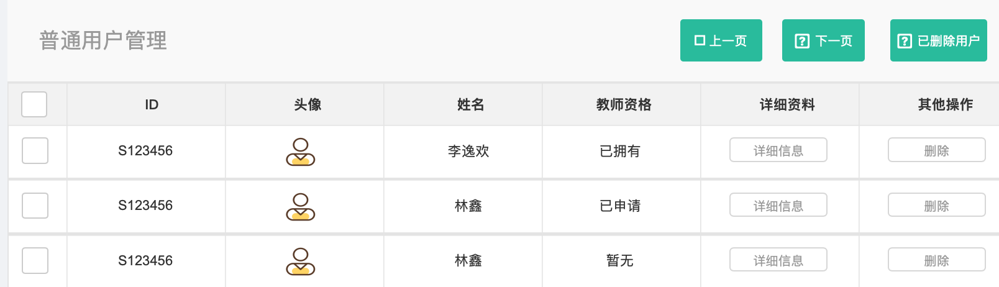 普通用户管理
上一页 下一页 已删除用户
ID 头像 姓名 教师资格 详细资料 其他操作
S123456 李逸欢 已拥有 详细信息 删除
S123456 林鑫 已申请 详细信息 删除
S123456 林鑫 暂无 详细信息 删除